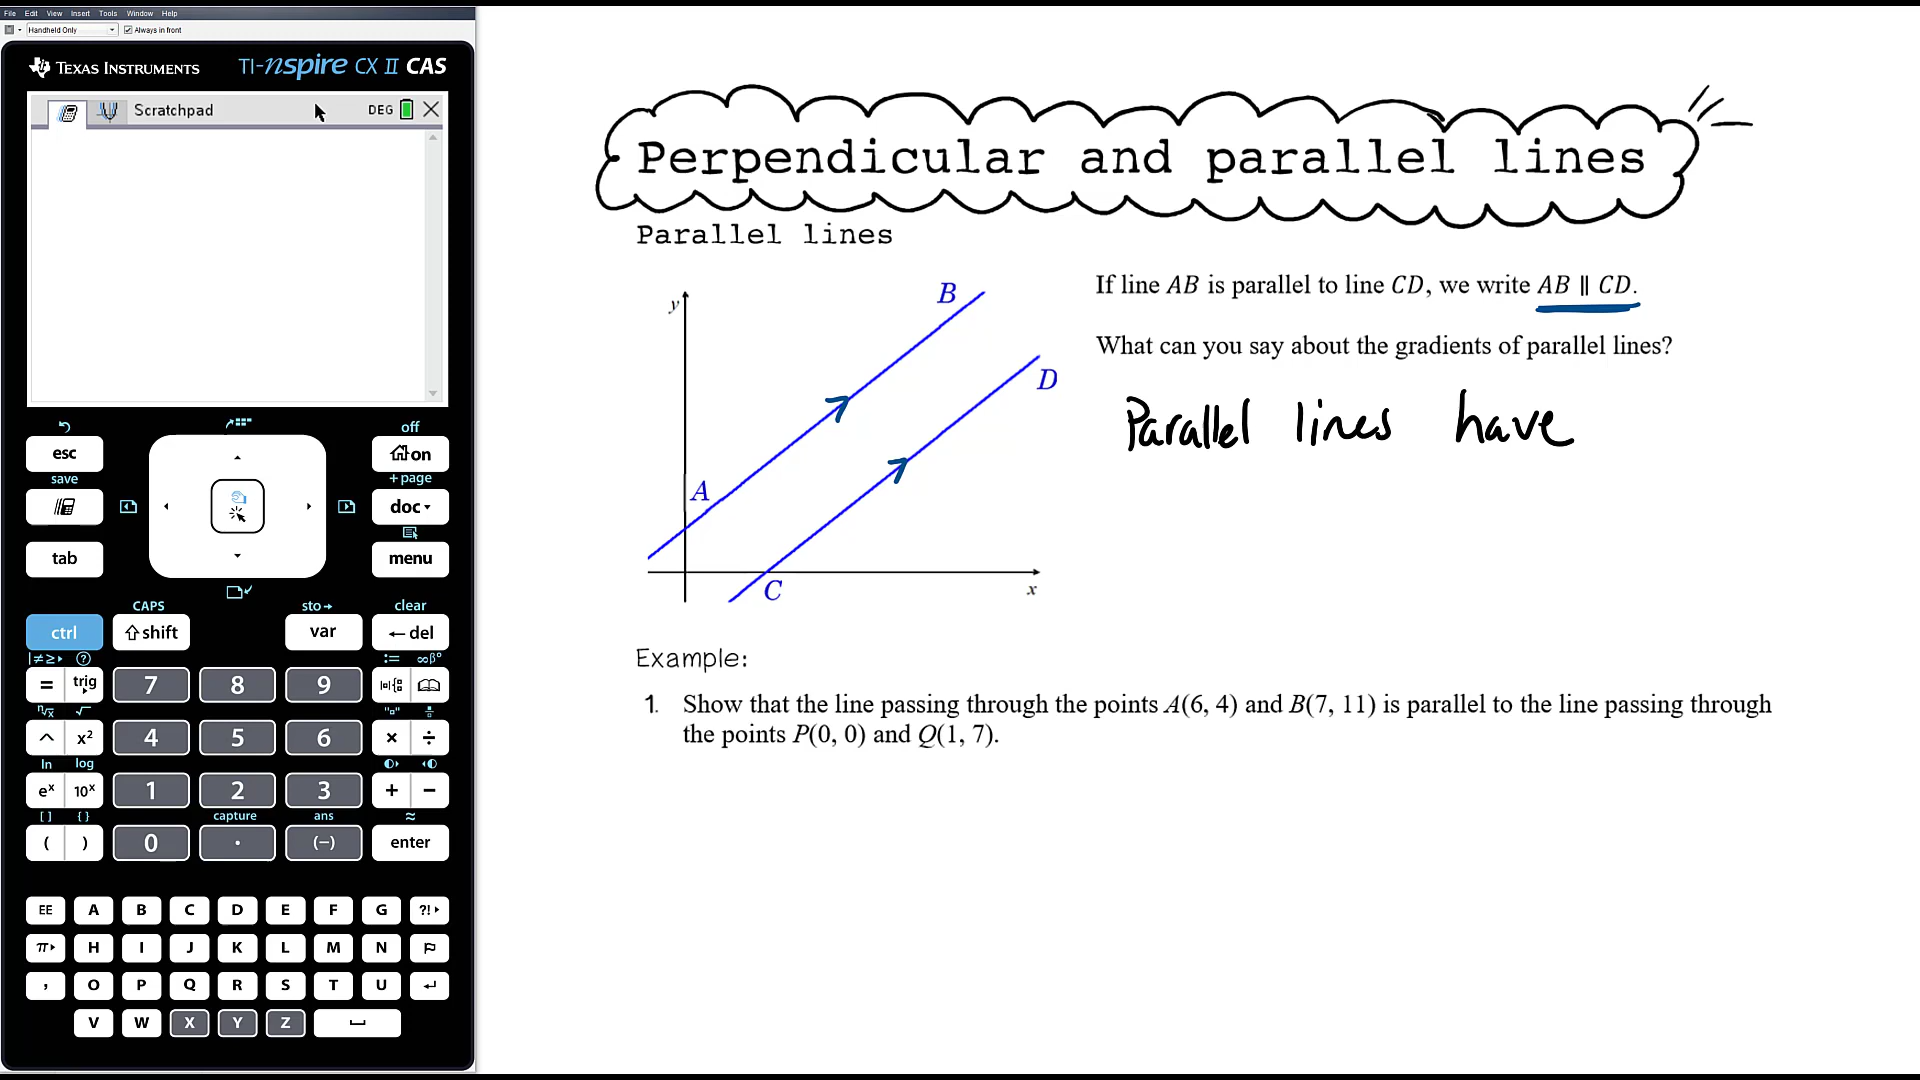 File Edit View Insert Tools Window Help
Handheld Only Always in front
TEXAS INSTRUMENTS TI-nspire CX II CAS
Scratchpad DEG
off
esc on
save + page
doc
tab menu
CAPS sto → clear
ctrl shift var ← del
|≠≥▸ ? := ∞β°
= trig 7 8 9
ⁿ√x √ "▫"
^ x² 4 5 6 × ÷
ln log
eˣ 10ˣ 1 2 3 + −
[ ] { } capture ans ≈
( ) 0 . (−) enter
EE A B C D E F G ?!▸
π▸ H I J K L M N
, O P Q R S T U ↵
V W X Y Z
Perpendicular and parallel lines
Parallel lines
y
B
D
A
C
x
If line AB is parallel to line CD, we write AB ∥ CD.
What can you say about the gradients of parallel lines?
Parallel lines have
Example:
1. Show that the line passing through the points A(6, 4) and B(7, 11) is parallel to the line passing through
the points P(0, 0) and Q(1, 7).